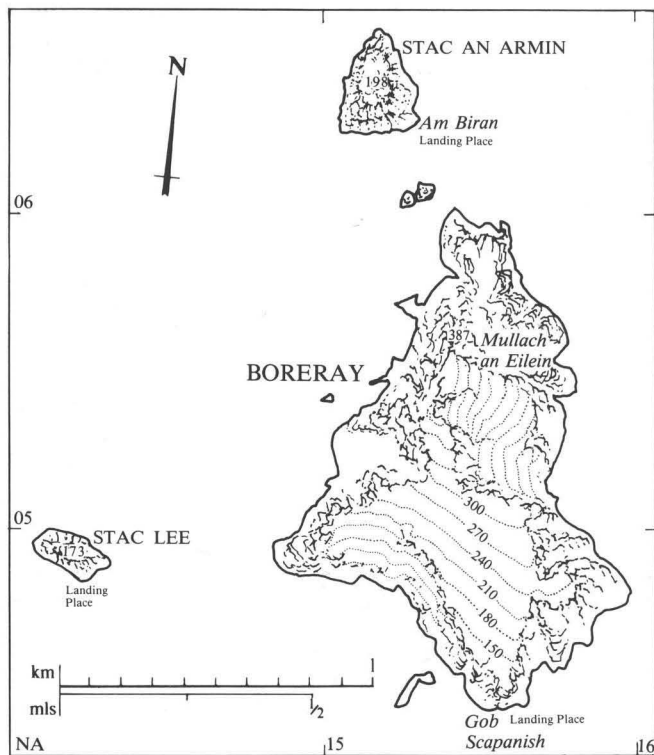 STAC AN ARMIN
N
198
Am Biran
Landing Place
06
387
Mullach
an Eilein
BORERAY
300
05
STAC LEE
270
173
240
Landing
Place
210
180
150
km
1
mls
1/2
Gob
Landing Place
Scapanish
NA
15
16